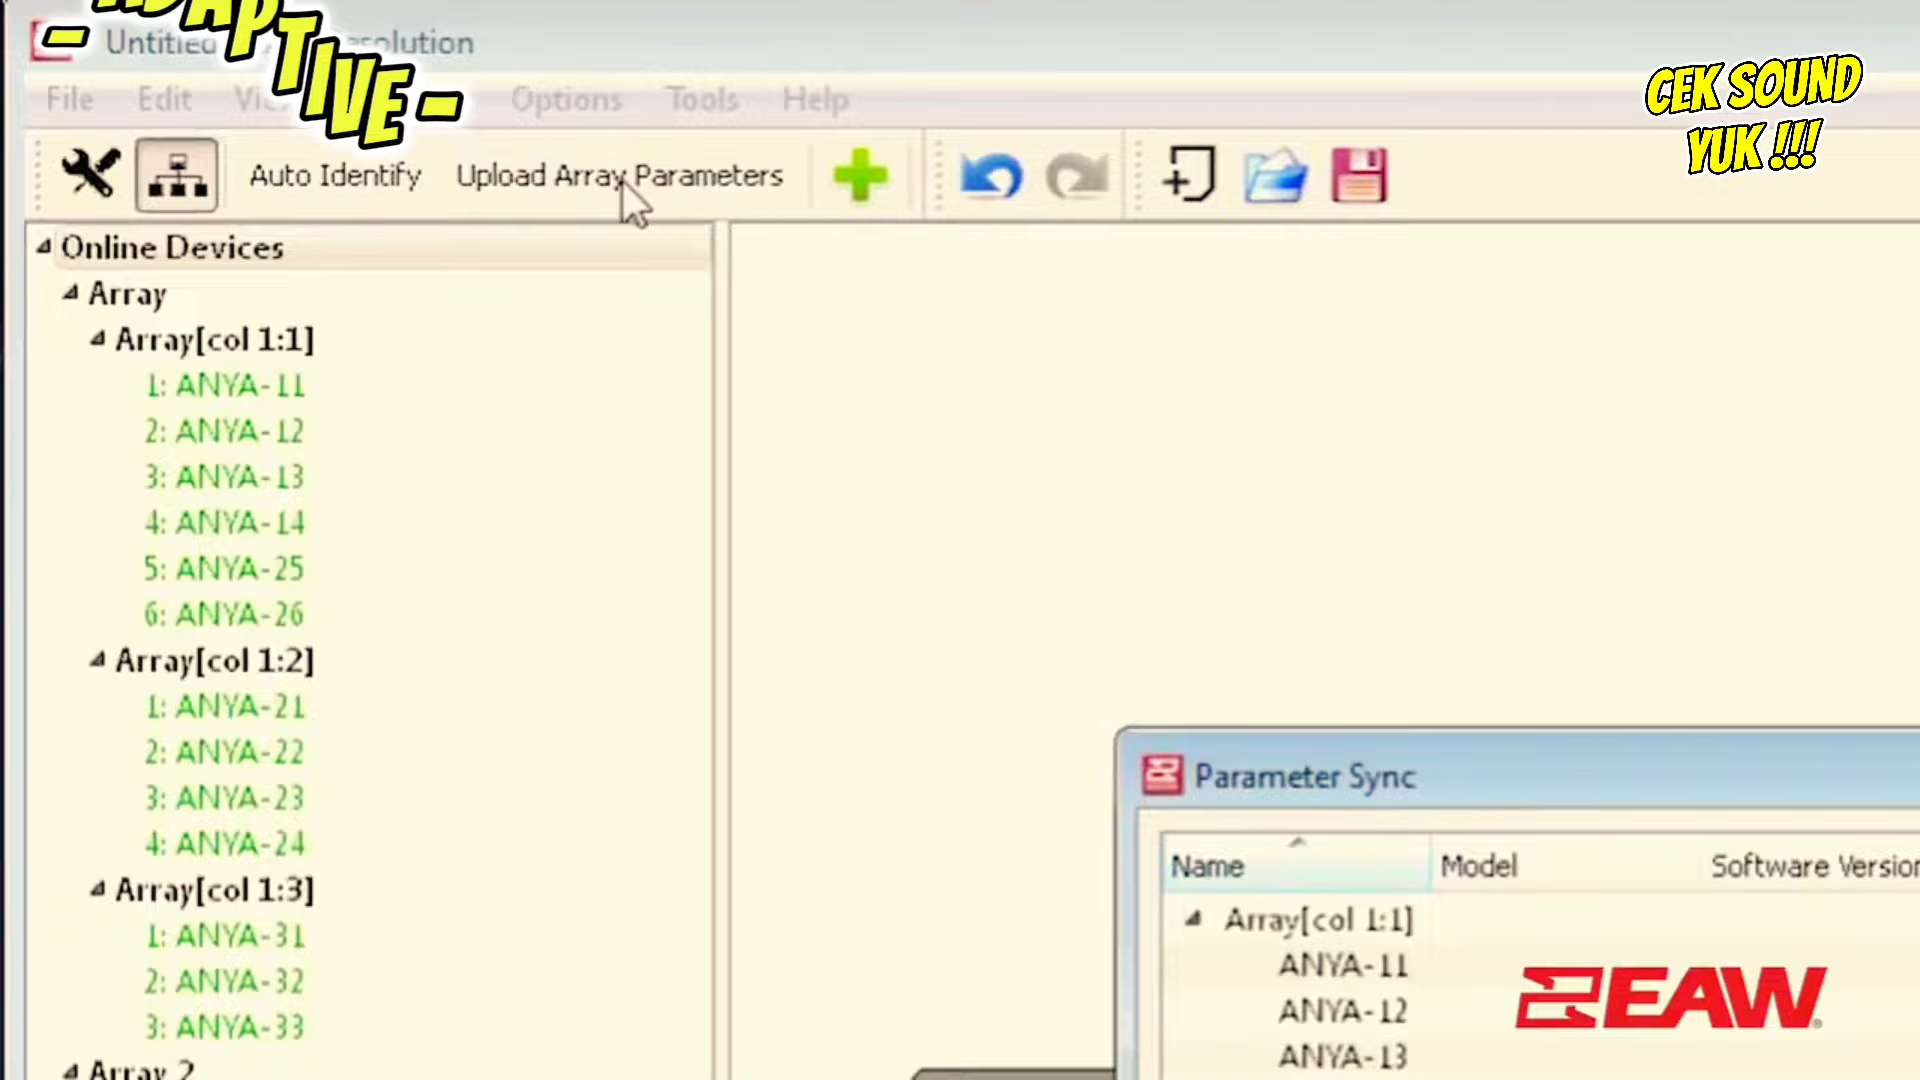 ADAPTIVE -
CEK SOUND
YUK !!!
Untitled
File Edit Options Tools Help
Auto Identify Upload Array Parameters
Online Devices
Array
Array[col 1:1]
1: ANYA-11
2: ANYA-12
3: ANYA-13
4: ANYA-14
5: ANYA-25
6: ANYA-26
Array[col 1:2]
1: ANYA-21
2: ANYA-22
3: ANYA-23
4: ANYA-24
Array[col 1:3]
1: ANYA-31
2: ANYA-32
3: ANYA-33
Array 2
Parameter Sync
Name Model Software Version
Array[col 1:1]
ANYA-11
ANYA-12
ANYA-13
EAW